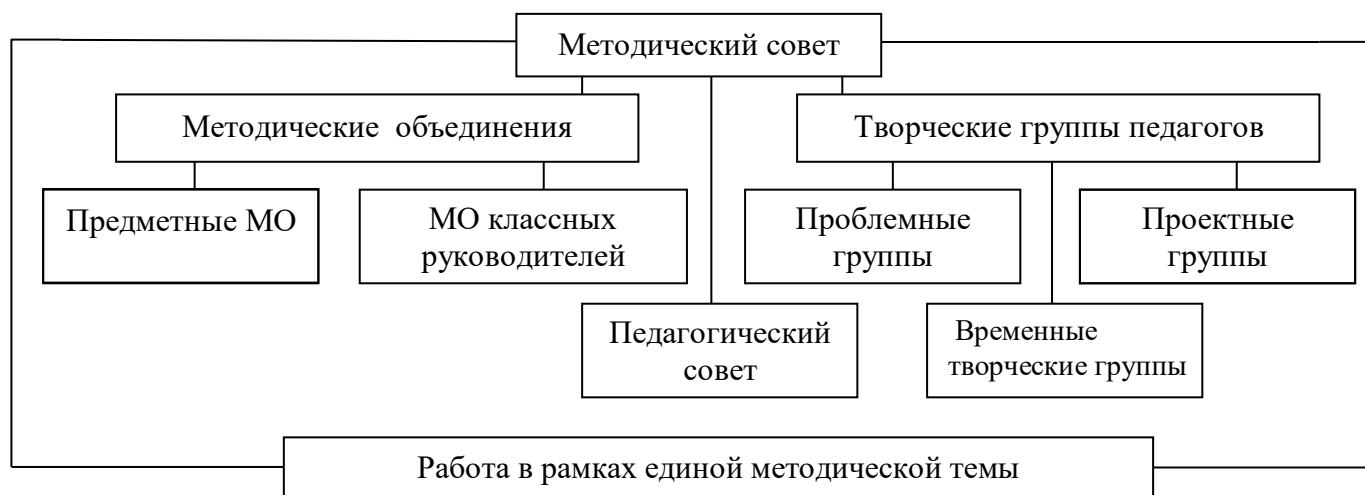 Методический совет
Методические объединения
Творческие группы педагогов
Предметные МО
МО классных
руководителей
Проблемные
группы
Проектные
группы
Педагогический
совет
Временные
творческие группы
Работа в рамках единой методической темы